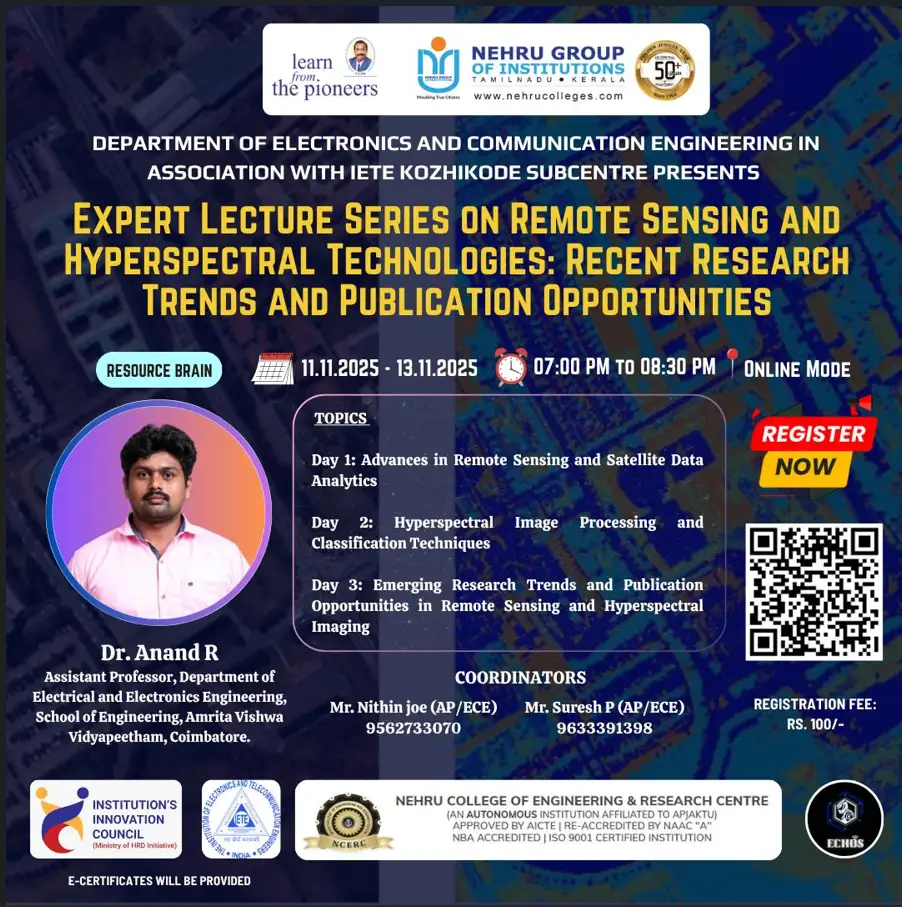 learn
from
the pioneers
NEHRU GROUP
OF INSTITUTIONS
TAMILNADU • KERALA
www.nehrucolleges.com
Moulding True Citizens
50+
DEPARTMENT OF ELECTRONICS AND COMMUNICATION ENGINEERING IN
ASSOCIATION WITH IETE KOZHIKODE SUBCENTRE PRESENTS
EXPERT LECTURE SERIES ON REMOTE SENSING AND
HYPERSPECTRAL TECHNOLOGIES: RECENT RESEARCH
TRENDS AND PUBLICATION OPPORTUNITIES
RESOURCE BRAIN
11.11.2025 - 13.11.2025
07:00 PM TO 08:30 PM
ONLINE MODE
TOPICS
Day 1: Advances in Remote Sensing and Satellite Data
Analytics
Day 2: Hyperspectral Image Processing and
Classification Techniques
Day 3: Emerging Research Trends and Publication
Opportunities in Remote Sensing and Hyperspectral
Imaging
REGISTER
NOW
Dr. Anand R
Assistant Professor, Department of
Electrical and Electronics Engineering,
School of Engineering, Amrita Vishwa
Vidyapeetham, Coimbatore.
COORDINATORS
Mr. Nithin joe (AP/ECE)
9562733070
Mr. Suresh P (AP/ECE)
9633391398
REGISTRATION FEE:
RS. 100/-
INSTITUTION'S
INNOVATION
COUNCIL
(Ministry of HRD Initiative)
THE INSTITUTION OF ELECTRONICS AND TELECOMMUNICATION ENGINEERS
IETE
• INDIA •
NCERC
NEHRU COLLEGE OF ENGINEERING & RESEARCH CENTRE
(AN AUTONOMOUS INSTITUTION AFFILIATED TO APJAKTU)
APPROVED BY AICTE | RE-ACCREDITED BY NAAC "A"
NBA ACCREDITED | ISO 9001 CERTIFIED INSTITUTION
ECHOS
E-CERTIFICATES WILL BE PROVIDED